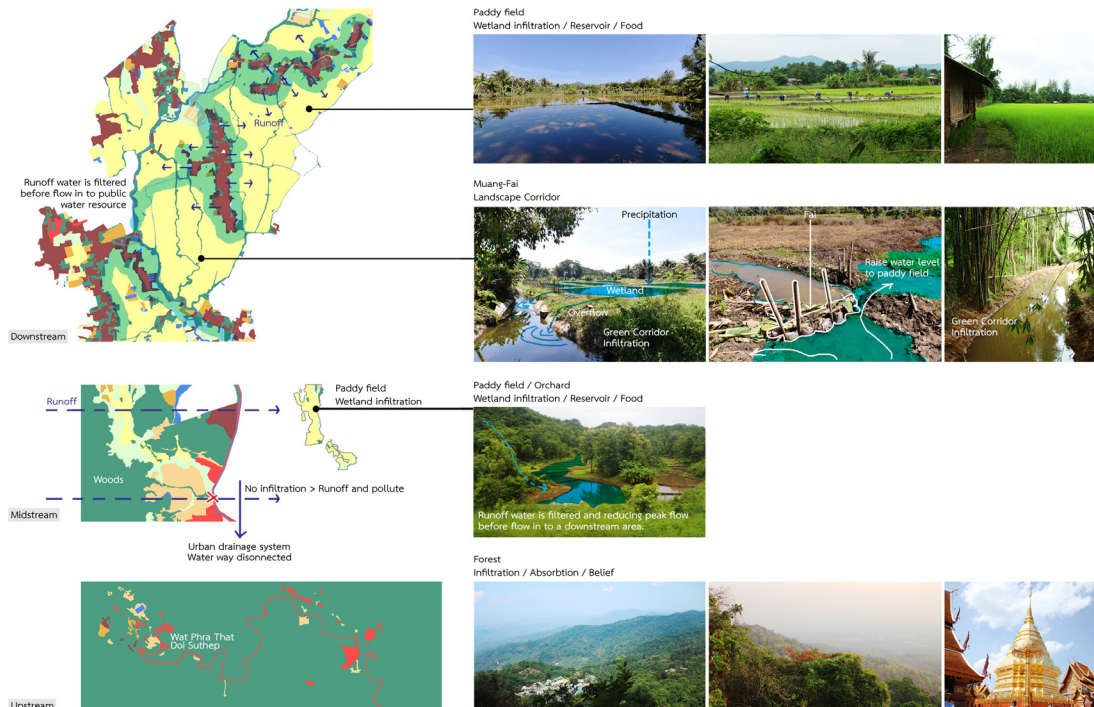 Paddy field
Wetland infiltration / Reservoir / Food
Runoff
Runoff water is filtered
before flow in to public
water resource
Downstream
Muang-Fai
Landscape Corridor
Precipitation
Wetland
Overflow
Green Corridor
Infiltration
Fai
Raise water level
to paddy field
Green Corridor
Infiltration
Runoff
Woods
Midstream
Paddy field
Wetland infiltration
No infiltration > Runoff and pollute
Urban drainage system
Water way disonnected
Paddy field / Orchard
Wetland infiltration / Reservoir / Food
Runoff water is filtered and reducing peak flow
before flow in to a downstream area.
Forest
Infiltration / Absorbtion / Belief
Wat Phra That
Doi Suthep
Upstream